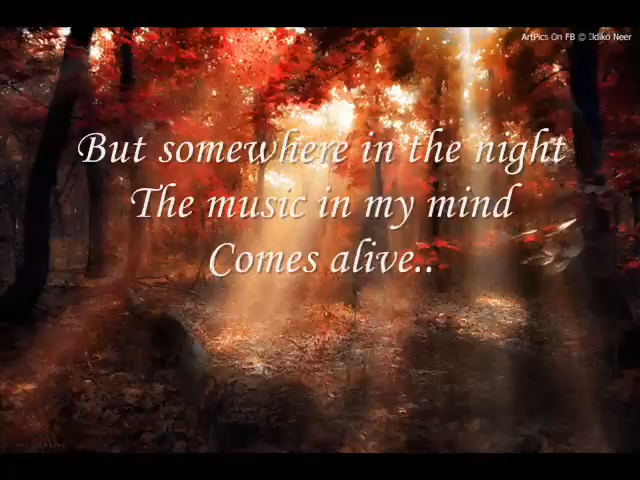 ArtPics On FB © Ildiko Neer
But somewhere in the night
The music in my mind
Comes alive..